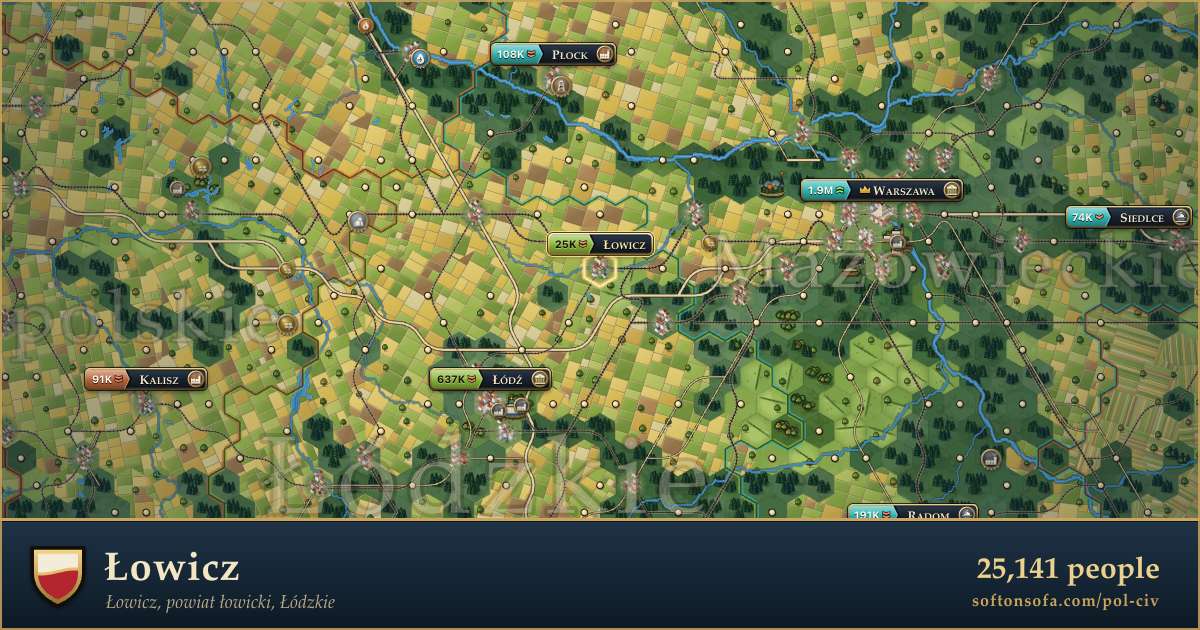 108K PŁOCK
1.9M WARSZAWA
74K SIEDLCE
25K ŁOWICZ
Mazowieckie
polskie
91K KALISZ
637K ŁÓDŹ
Łódzkie
191K RADOM
Łowicz
Łowicz, powiat łowicki, Łódzkie
25,141 people
softonsofa.com/pol-civ